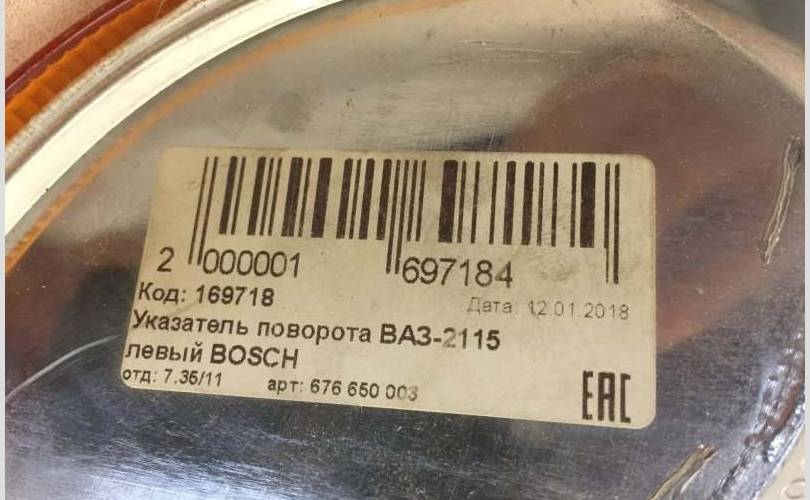 2 000001 697184
Код: 169718
Дата: 12.01.2018
Указатель поворота ВАЗ-2115
левый BOSCH
отд: 7.35/11 арт: 676 650 003
ЕАС